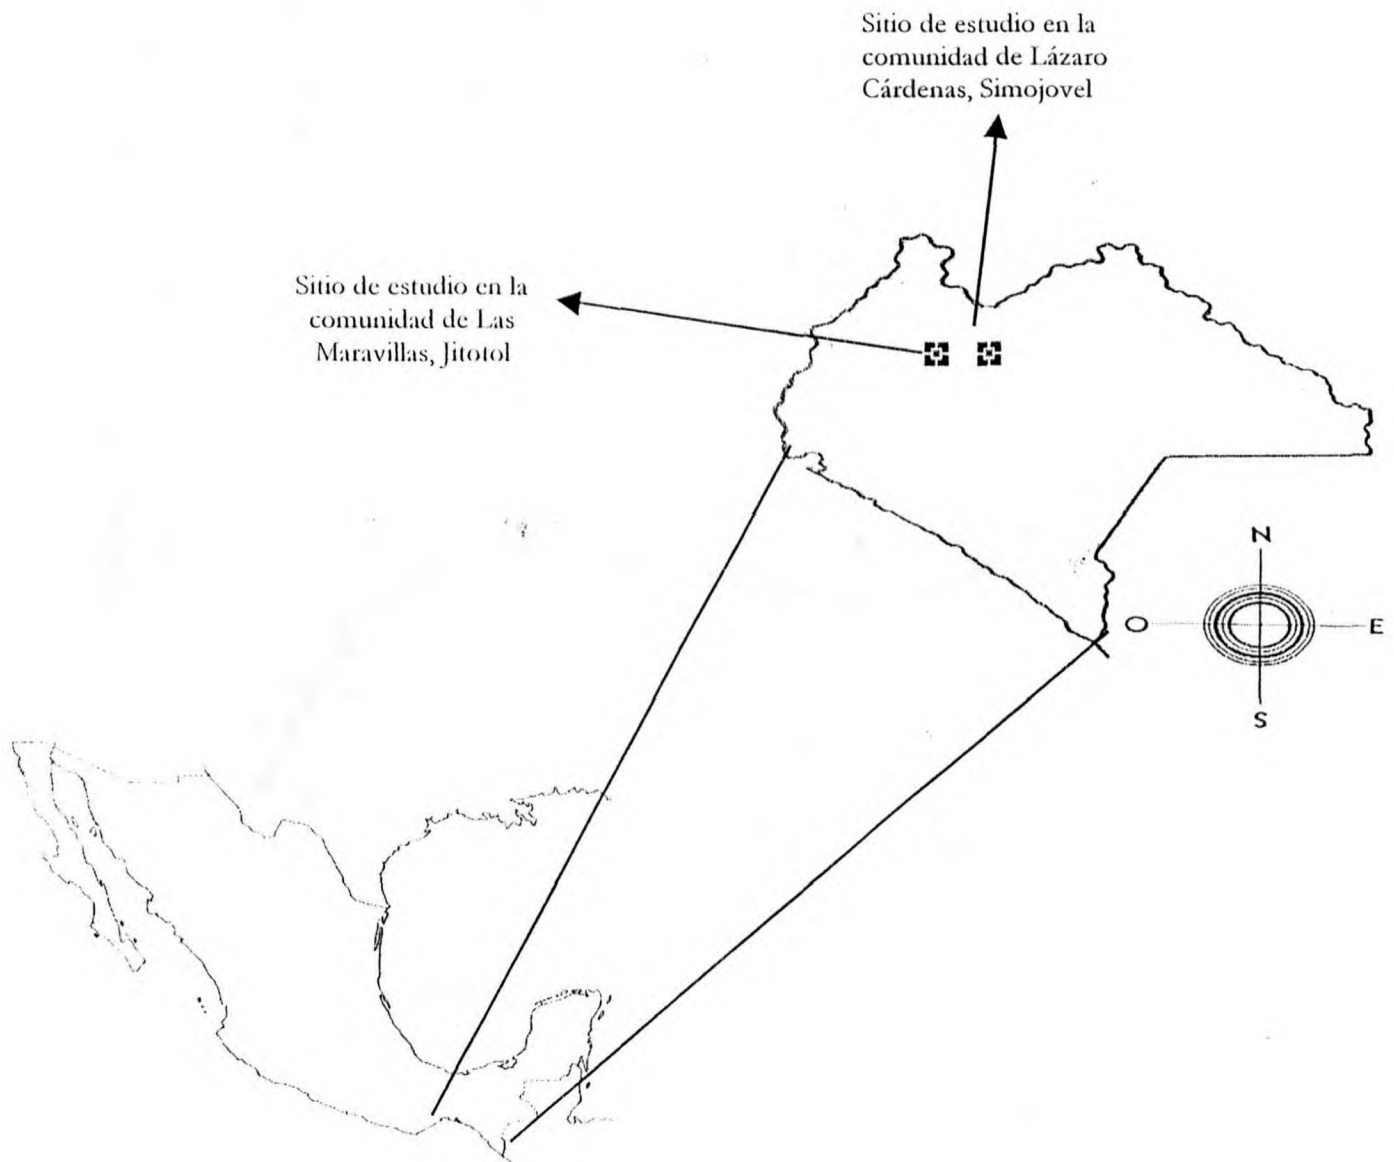 Sitio de estudio en la
comunidad de Lázaro
Cárdenas, Simojovel
Sitio de estudio en la
comunidad de Las
Maravillas, Jitotol
N
O
E
S